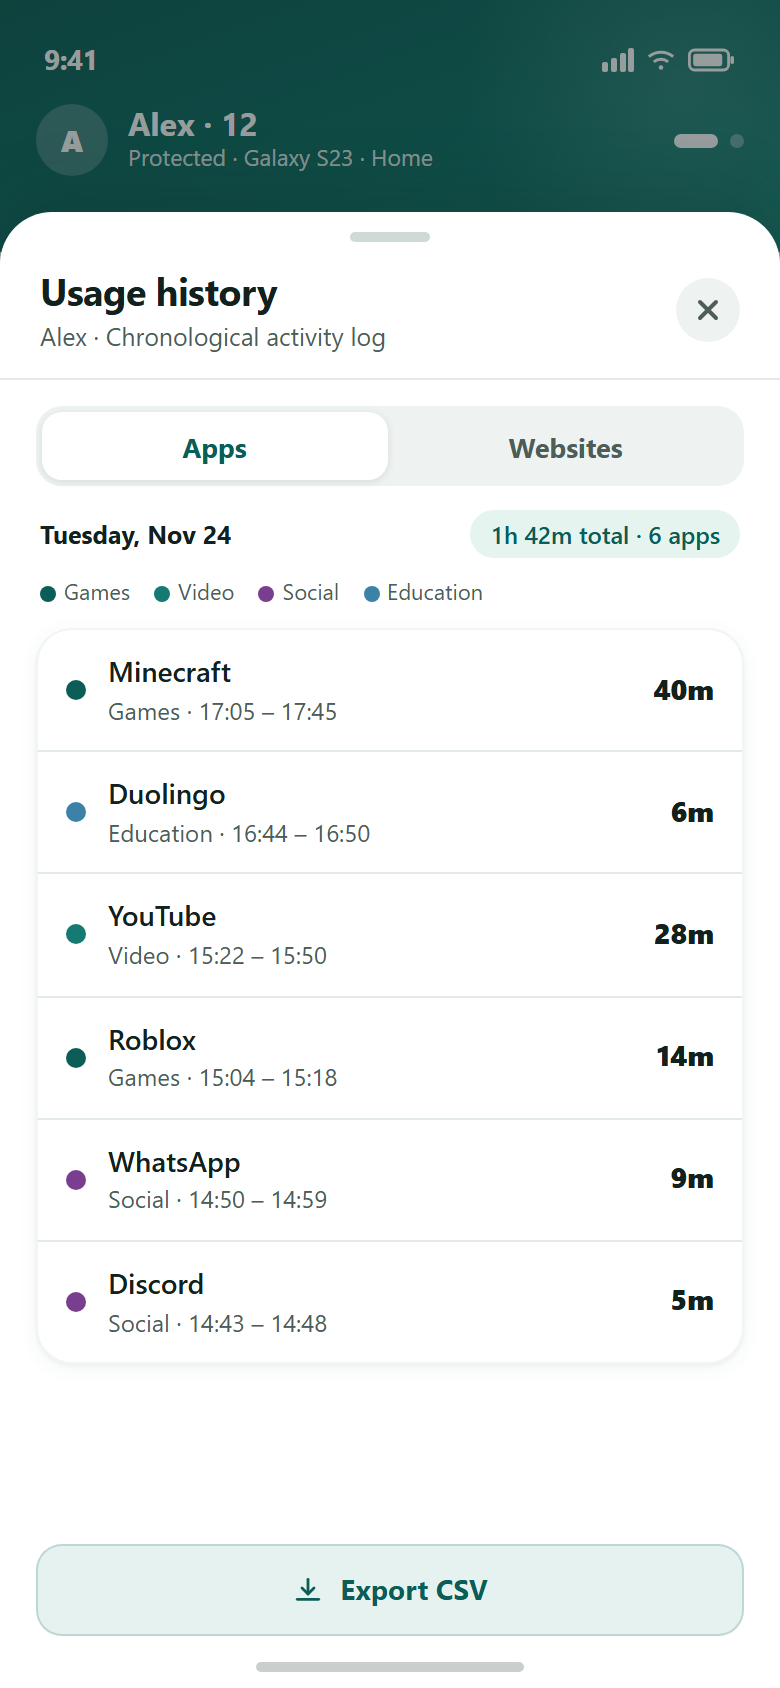 9:41
A
Alex · 12
Protected · Galaxy S23 · Home
Usage history
Alex · Chronological activity log
Apps
Websites
Tuesday, Nov 24
1h 42m total · 6 apps
Games
Video
Social
Education
Minecraft
40m
Games · 17:05 – 17:45
Duolingo
6m
Education · 16:44 – 16:50
YouTube
28m
Video · 15:22 – 15:50
Roblox
14m
Games · 15:04 – 15:18
WhatsApp
9m
Social · 14:50 – 14:59
Discord
5m
Social · 14:43 – 14:48
Export CSV